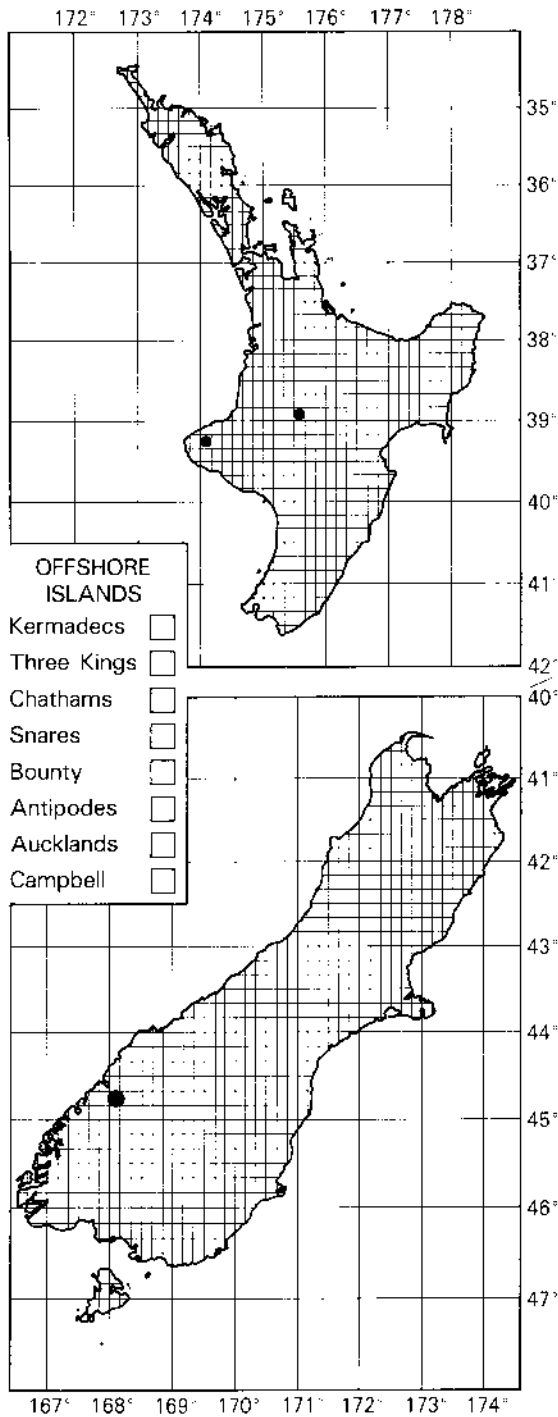 172° 173° 174° 175° 176° 177° 178°
35°
36°
37°
38°
39°
40°
41°
42°
OFFSHORE
ISLANDS
Kermadecs
Three Kings
Chathams
Snares
Bounty
Antipodes
Aucklands
Campbell
40°
41°
42°
43°
44°
45°
46°
47°
167° 168° 169° 170° 171° 172° 173° 174°